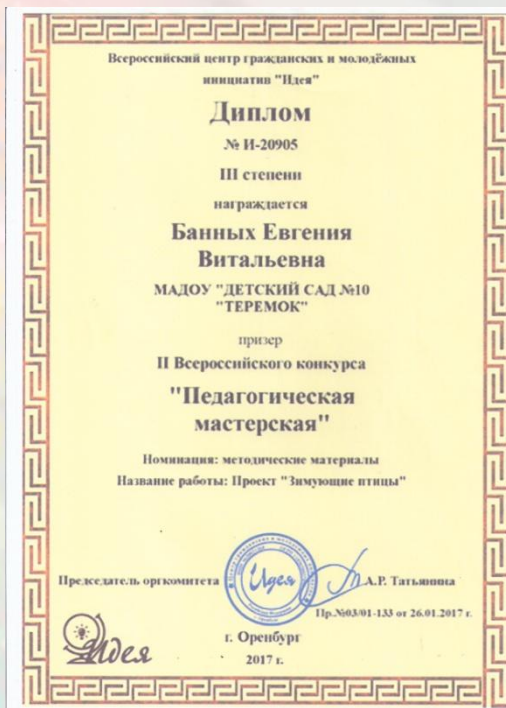 Всероссийский центр гражданских и молодёжных
инициатив "Идея"
Диплом
№ И-20905
III степени
награждается
Банных Евгения
Витальевна
МАДОУ "ДЕТСКИЙ САД №10
"ТЕРЕМОК"
призер
II Всероссийского конкурса
"Педагогическая
мастерская"
Номинация: методические материалы
Название работы: Проект "Зимующие птицы"
Председатель оргкомитета
Идея
А.Р. Татьянина
Пр.№03/01-133 от 26.01.2017 г.
Идея
г. Оренбург
2017 г.